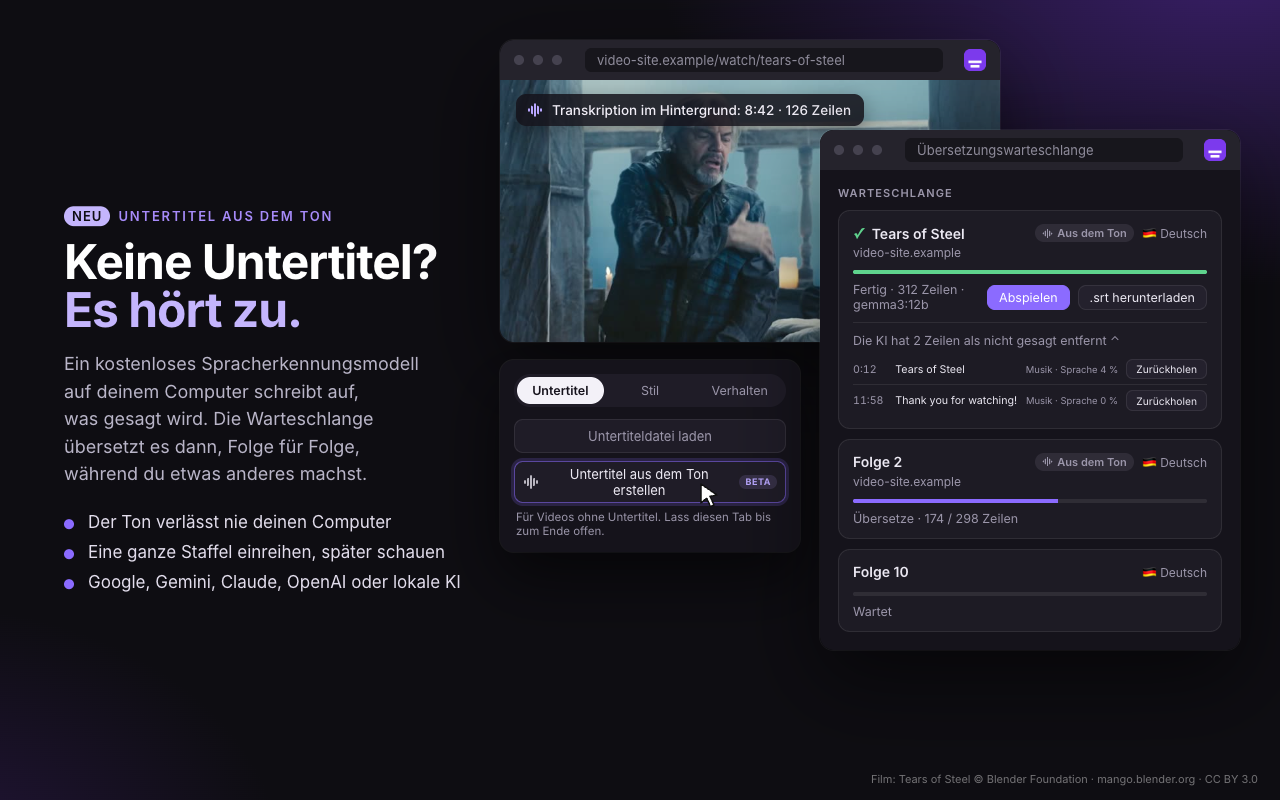 NEU UNTERTITEL AUS DEM TON
Keine Untertitel?
Es hört zu.
Ein kostenloses Spracherkennungsmodell
auf deinem Computer schreibt auf,
was gesagt wird. Die Warteschlange
übersetzt es dann, Folge für Folge,
während du etwas anderes machst.
Der Ton verlässt nie deinen Computer
Eine ganze Staffel einreihen, später schauen
Google, Gemini, Claude, OpenAI oder lokale KI
video-site.example/watch/tears-of-steel
Transkription im Hintergrund: 8:42 · 126 Zeilen
Untertitel Stil Verhalten
Untertiteldatei laden
Untertitel aus dem Ton
erstellen
BETA
Für Videos ohne Untertitel. Lass diesen Tab bis
zum Ende offen.
Übersetzungswarteschlange
WARTESCHLANGE
✓ Tears of Steel Aus dem Ton 🇩🇪 Deutsch
video-site.example
Fertig · 312 Zeilen ·
gemma3:12b
Abspielen .srt herunterladen
Die KI hat 2 Zeilen als nicht gesagt entfernt ^
0:12 Tears of Steel Musik · Sprache 4 % Zurückholen
11:58 Thank you for watching! Musik · Sprache 0 % Zurückholen
Folge 2 Aus dem Ton 🇩🇪 Deutsch
video-site.example
Übersetze · 174 / 298 Zeilen
Folge 10 🇩🇪 Deutsch
Wartet
Film: Tears of Steel © Blender Foundation · mango.blender.org · CC BY 3.0